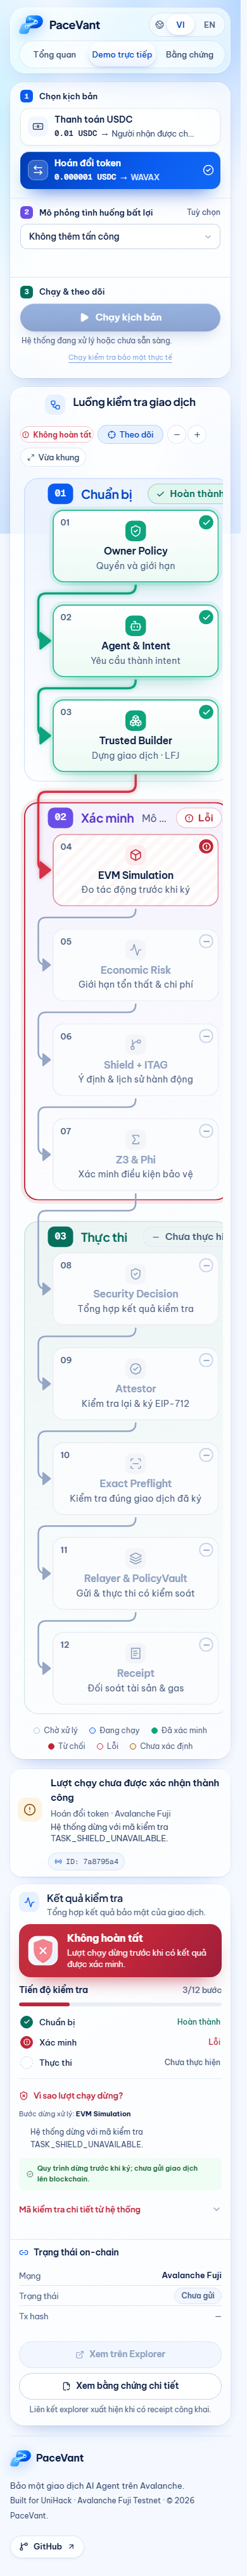 PaceVant
VI EN
Tổng quan Demo trực tiếp Bằng chứng
1 Chọn kịch bản
Thanh toán USDC
0.01 USDC → Người nhận được ch...
Hoán đổi token
0.000001 USDC → WAVAX
2 Mô phỏng tình huống bất lợi Tuỳ chọn
Không thêm tấn công
3 Chạy & theo dõi
Chạy kịch bản
Hệ thống đang xử lý hoặc chưa sẵn sàng.
Chạy kiểm tra bảo mật thực tế
Luồng kiểm tra giao dịch
Không hoàn tất Theo dõi − +
Vừa khung
01 Chuẩn bị Hoàn thành
01
Owner Policy
Quyền và giới hạn
02
Agent & Intent
Yêu cầu thành intent
03
Trusted Builder
Dựng giao dịch · LFJ
02 Xác minh Mô ... Lỗi
04
EVM Simulation
Đo tác động trước khi ký
05
Economic Risk
Giới hạn tổn thất & chi phí
06
Shield + ITAG
Ý định & lịch sử hành động
07
Z3 & Phi
Xác minh điều kiện bảo vệ
03 Thực thi — Chưa thực hi
08
Security Decision
Tổng hợp kết quả kiểm tra
09
Attestor
Kiểm tra lại & ký EIP-712
10
Exact Preflight
Kiểm tra đúng giao dịch đã ký
11
Relayer & PolicyVault
Gửi & thực thi có kiểm soát
12
Receipt
Đối soát tài sản & gas
Chờ xử lý Đang chạy Đã xác minh
Từ chối Lỗi Chưa xác định
Lượt chạy chưa được xác nhận thành
công
Hoán đổi token · Avalanche Fuji
Hệ thống dừng với mã kiểm tra
TASK_SHIELD_UNAVAILABLE.
ID: 7a8795a4
Kết quả kiểm tra
Tổng hợp kết quả bảo mật của giao dịch.
Không hoàn tất
Lượt chạy dừng trước khi có kết quả
được xác minh.
Tiến độ kiểm tra 3/12 bước
Chuẩn bị Hoàn thành
Xác minh Lỗi
Thực thi Chưa thực hiện
Vì sao lượt chạy dừng?
Bước dừng xử lý: EVM Simulation
Hệ thống dừng với mã kiểm tra
TASK_SHIELD_UNAVAILABLE.
Quy trình dừng trước khi ký; chưa gửi giao dịch
lên blockchain.
Mã kiểm tra chi tiết từ hệ thống
Trạng thái on-chain
Mạng Avalanche Fuji
Trạng thái Chưa gửi
Tx hash —
Xem trên Explorer
Xem bằng chứng chi tiết
Liên kết explorer xuất hiện khi có receipt công khai.
PaceVant
Bảo mật giao dịch AI Agent trên Avalanche.
Built for UniHack · Avalanche Fuji Testnet · © 2026
PaceVant.
GitHub ↗